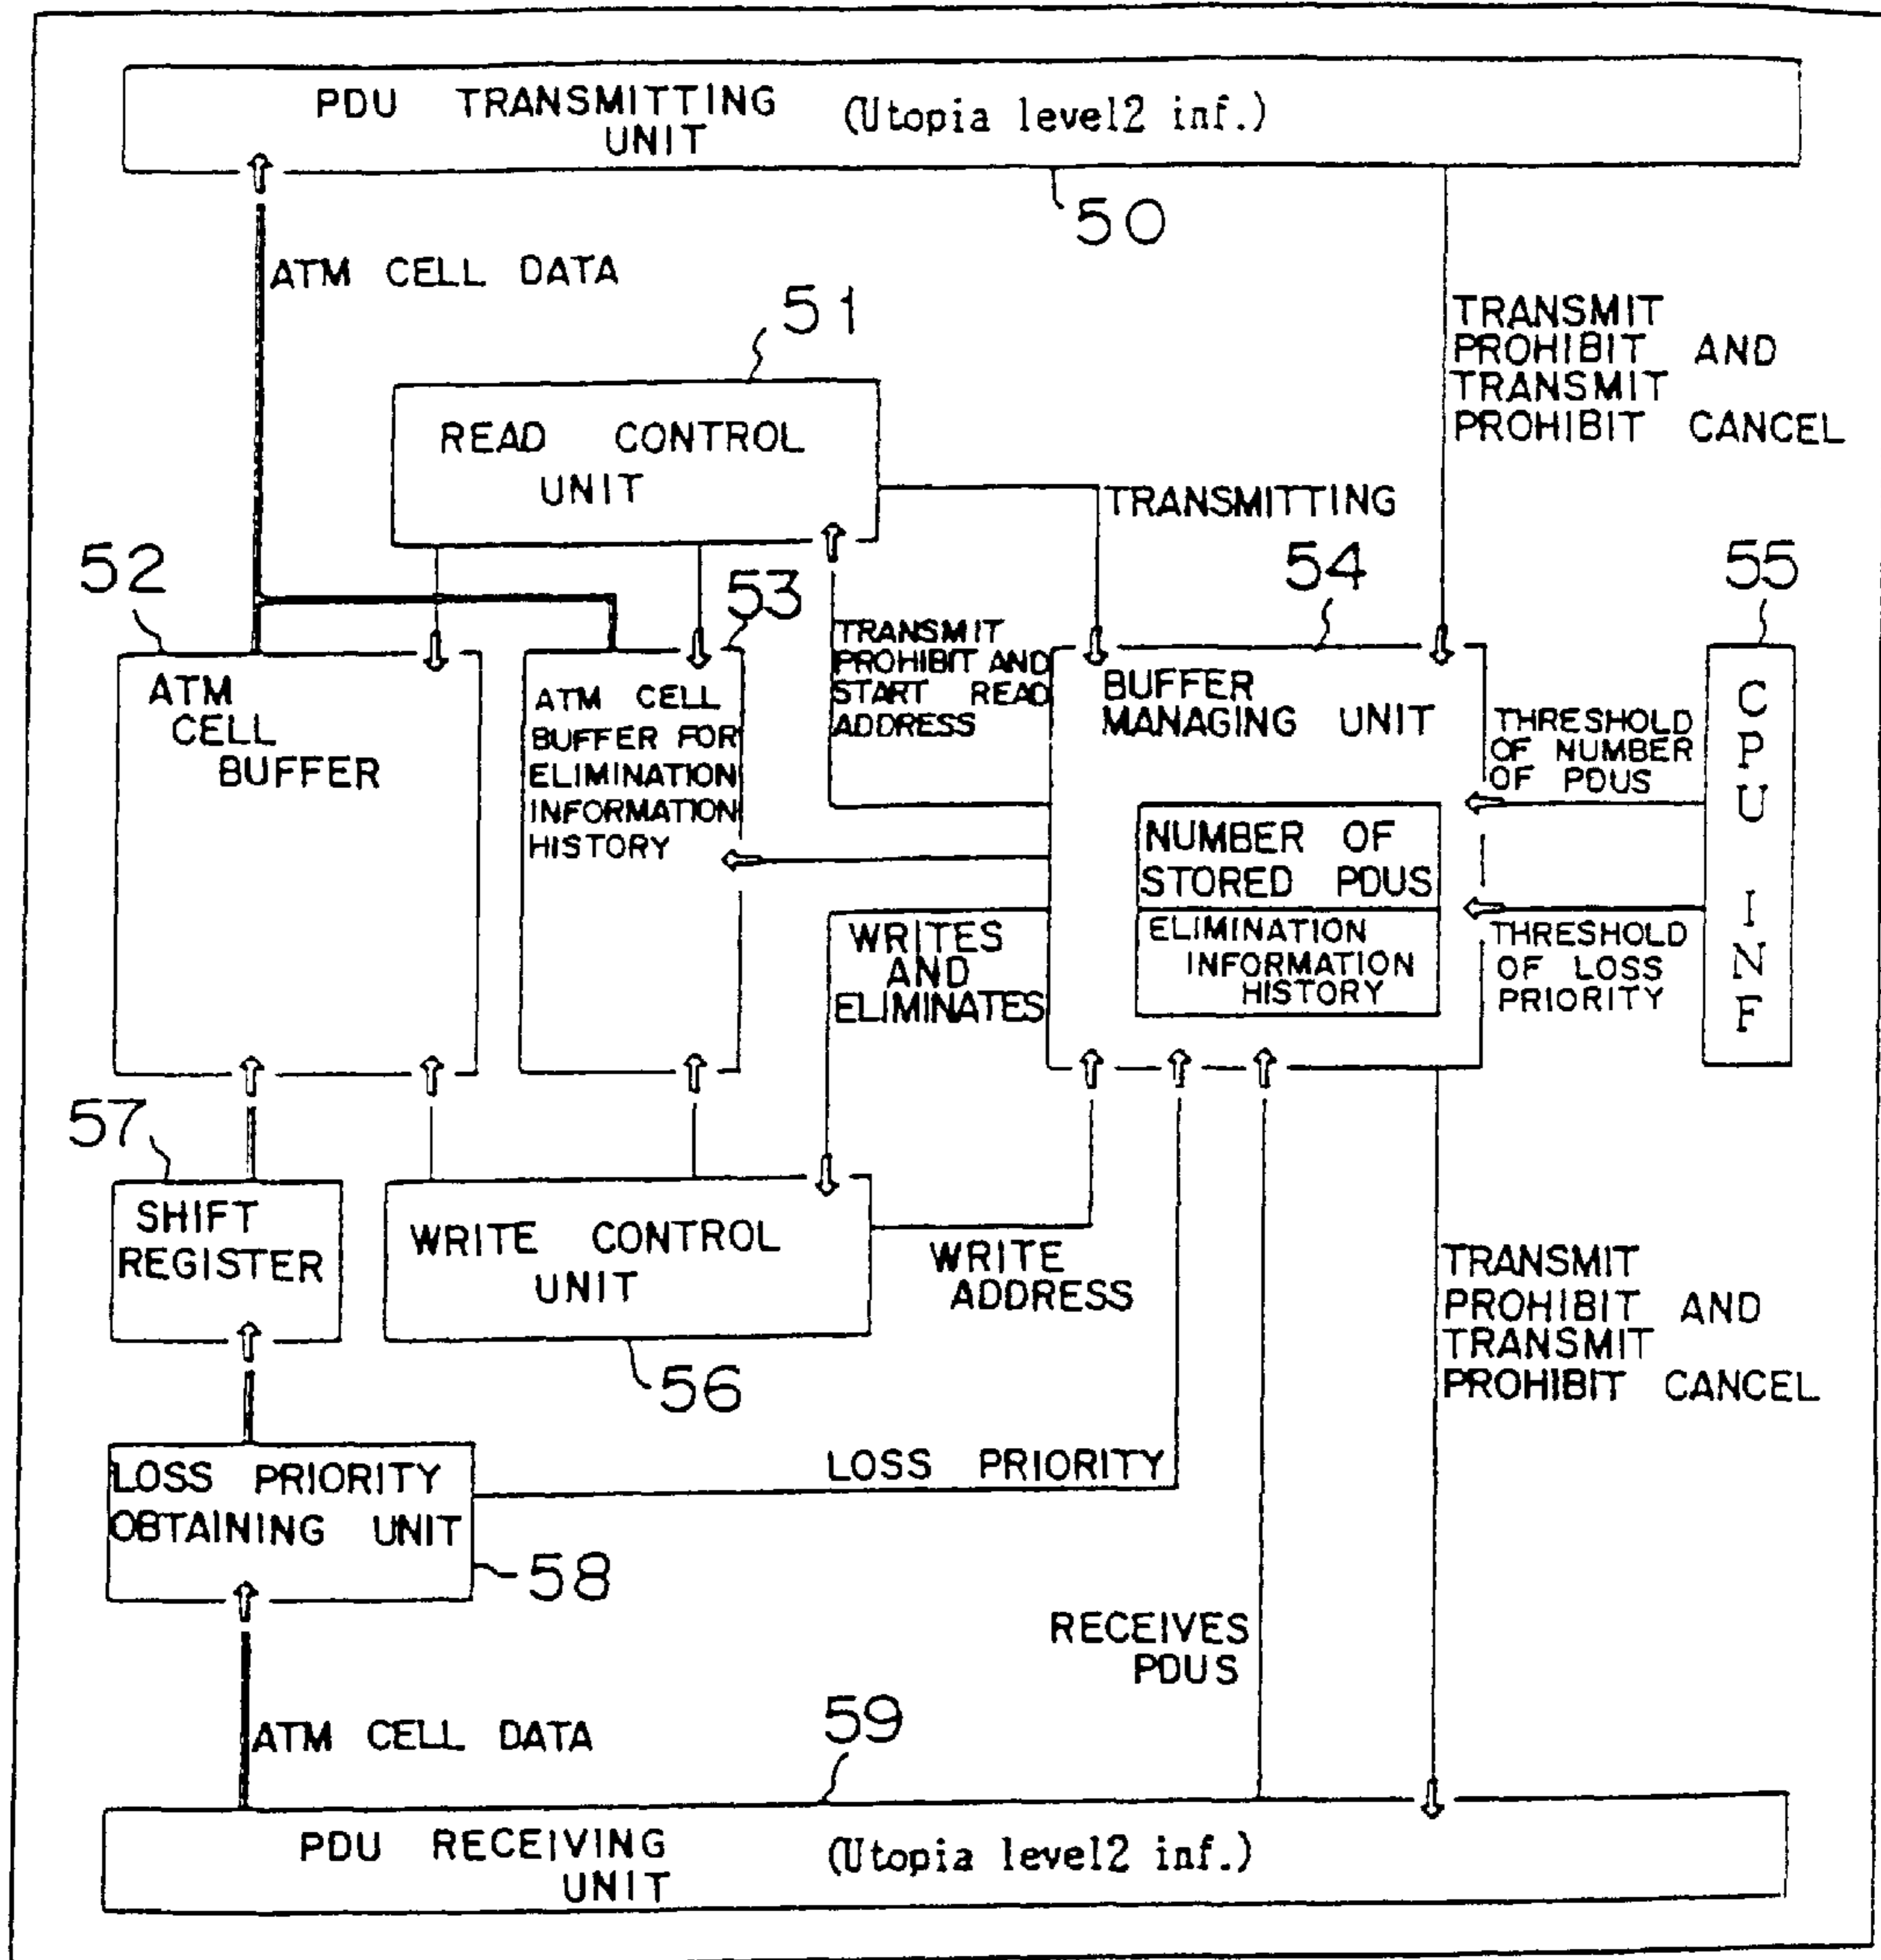 PDU TRANSMITTING
UNIT
(Utopia level2 inf.)
50
ATM CELL DATA
TRANSMIT
PROHIBIT AND
TRANSMIT
PROHIBIT CANCEL
51
READ CONTROL
UNIT
TRANSMITTING
52
53
54
55
ATM
CELL
BUFFER
ATM CELL
BUFFER FOR
ELIMINATION
INFORMATION
HISTORY
TRANSMIT
PROHIBIT AND
START READ
ADDRESS
BUFFER
MANAGING UNIT
NUMBER OF
STORED PDUS
ELIMINATION
INFORMATION
HISTORY
THRESHOLD
OF NUMBER
OF PDUS
THRESHOLD
OF LOSS
PRIORITY
CPU INF
WRITES
AND
ELIMINATES
57
SHIFT
REGISTER
WRITE CONTROL
UNIT
56
WRITE
ADDRESS
TRANSMIT
PROHIBIT AND
TRANSMIT
PROHIBIT CANCEL
LOSS PRIORITY
OBTAINING UNIT
58
LOSS PRIORITY
RECEIVES
PDUS
ATM CELL DATA
59
PDU RECEIVING
UNIT
(Utopia level2 inf.)